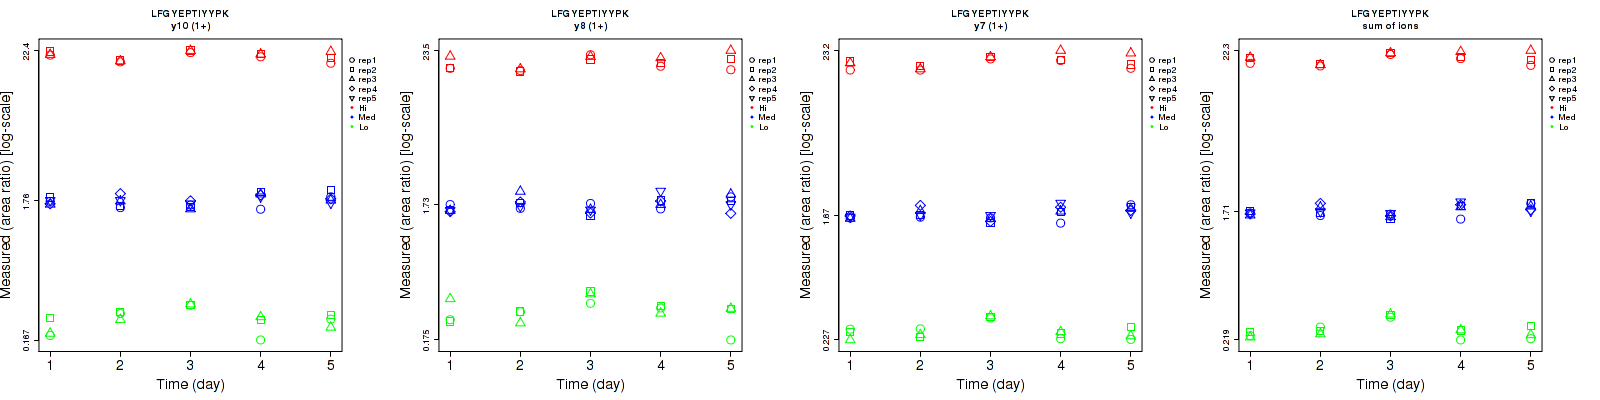 LFGYEPTIYYPK
y10 (1+)
Measured (area ratio) [log-scale]
22.4
1.76
0.167
1 2 3 4 5
Time (day)
rep1
rep2
rep3
rep4
rep5
Hi
Med
Lo
LFGYEPTIYYPK
y8 (1+)
Measured (area ratio) [log-scale]
23.5
1.73
0.175
1 2 3 4 5
Time (day)
rep1
rep2
rep3
rep4
rep5
Hi
Med
Lo
LFGYEPTIYYPK
y7 (1+)
Measured (area ratio) [log-scale]
23.2
1.67
0.227
1 2 3 4 5
Time (day)
rep1
rep2
rep3
rep4
rep5
Hi
Med
Lo
LFGYEPTIYYPK
sum of ions
Measured (area ratio) [log-scale]
22.3
1.71
0.219
1 2 3 4 5
Time (day)
rep1
rep2
rep3
rep4
rep5
Hi
Med
Lo